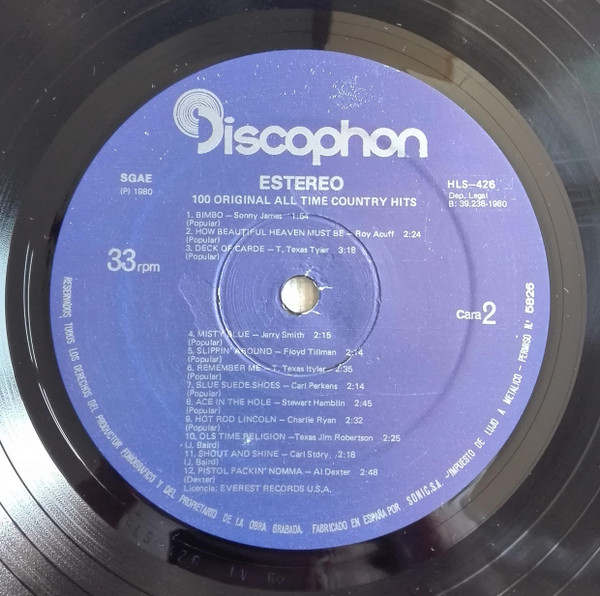 Discophon
SGAE
(P) 1980
ESTEREO
HLS-426
Dep. Legal
B: 39,238-1980
100 ORIGINAL ALL TIME COUNTRY HITS
1. BIMBO — Sonny James 1:54
(Popular)
2. HOW BEAUTIFUL HEAVEN MUST BE — Roy Acuff 2:24
(Popular)
3. DECK OF CARDE — T, Texas Tyler 3:18
(Popular)
33 rpm
Cara 2
4. MISTY BLUE — Jerry Smith 2:15
(Popular)
5. SLIPPIN' AROUND — Floyd Tillman 2:14
(Popular)
6. REMEMBER ME — T. Texas Ityler 2:35
(Popular)
7. BLUE SUEDE SHOES — Carl Perkens 2:14
(Popular)
8. ACE IN THE HOLE — Stewart Hamblin 2:45
(Popular)
9. HOT ROD LINCOLN — Charlie Ryan 2:32
(Popular)
10. OLS TIME RELIGION — Texas Jim Robertson 2:25
(J. Baird)
11. SHOUT AND SHINE — Carl Story, 2:18
(J. Baird)
12. PISTOL PACKIN' NOMMA — Al Dexter 2:48
(Dexter)
Licencia: EVEREST RECORDS U.S.A.
RESERVADOS TODOS LOS DERECHOS DEL PRODUCTOR FONOGRAFICO Y DEL PROPIETARIO DE LA OBRA GRABADA. FABRICADO EN ESPAÑA POR SONIC, S.A. - IMPUESTO DE LUJO A METALICO - PERMISO N.º 5826